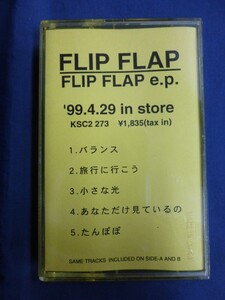 FLIP FLAP
FLIP FLAP e.p.
'99.4.29 in store
KSC2 273 ¥1,835(tax in)
1.バランス
2.旅行に行こう
3.小さな光
4.あなただけ見ているの
5.たんぽぽ
SAME TRACKS INCLUDED ON SIDE-A AND B